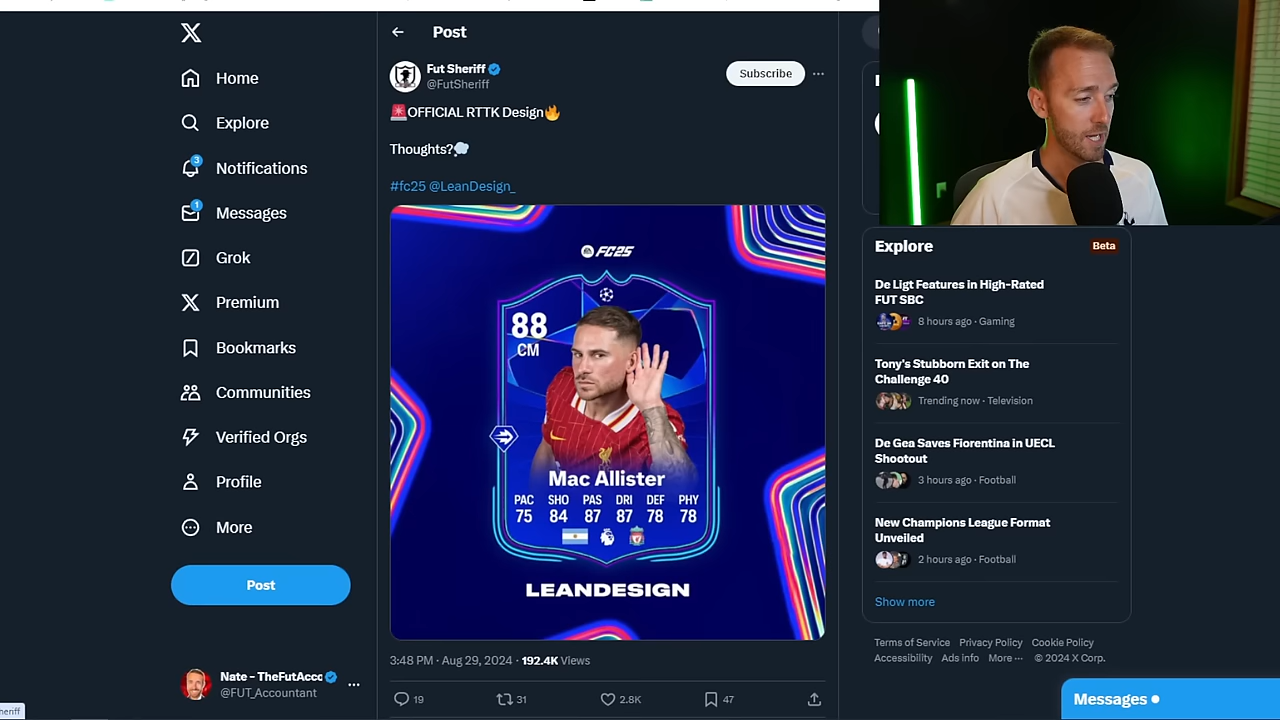 Home
Explore
Notifications
3
Messages
1
Grok
Premium
Bookmarks
Communities
Verified Orgs
Profile
More
Post
Nate - TheFutAccc
@FUT_Accountant
Post
Fut Sheriff
@FutSheriff
Subscribe
🚨OFFICIAL RTTK Design🔥
Thoughts?💭
#fc25 @LeanDesign_
FC25
88
CM
Mac Allister
PAC SHO PAS DRI DEF PHY
75 84 87 87 78 78
LEANDESIGN
3:48 PM · Aug 29, 2024 · 192.4K Views
19 31 2.8K 47
Explore
Beta
De Ligt Features in High-Rated
FUT SBC
8 hours ago · Gaming
Tony's Stubborn Exit on The
Challenge 40
Trending now · Television
De Gea Saves Fiorentina in UECL
Shootout
3 hours ago · Football
New Champions League Format
Unveiled
2 hours ago · Football
Show more
Terms of Service Privacy Policy Cookie Policy
Accessibility Ads info More ··· © 2024 X Corp.
Messages